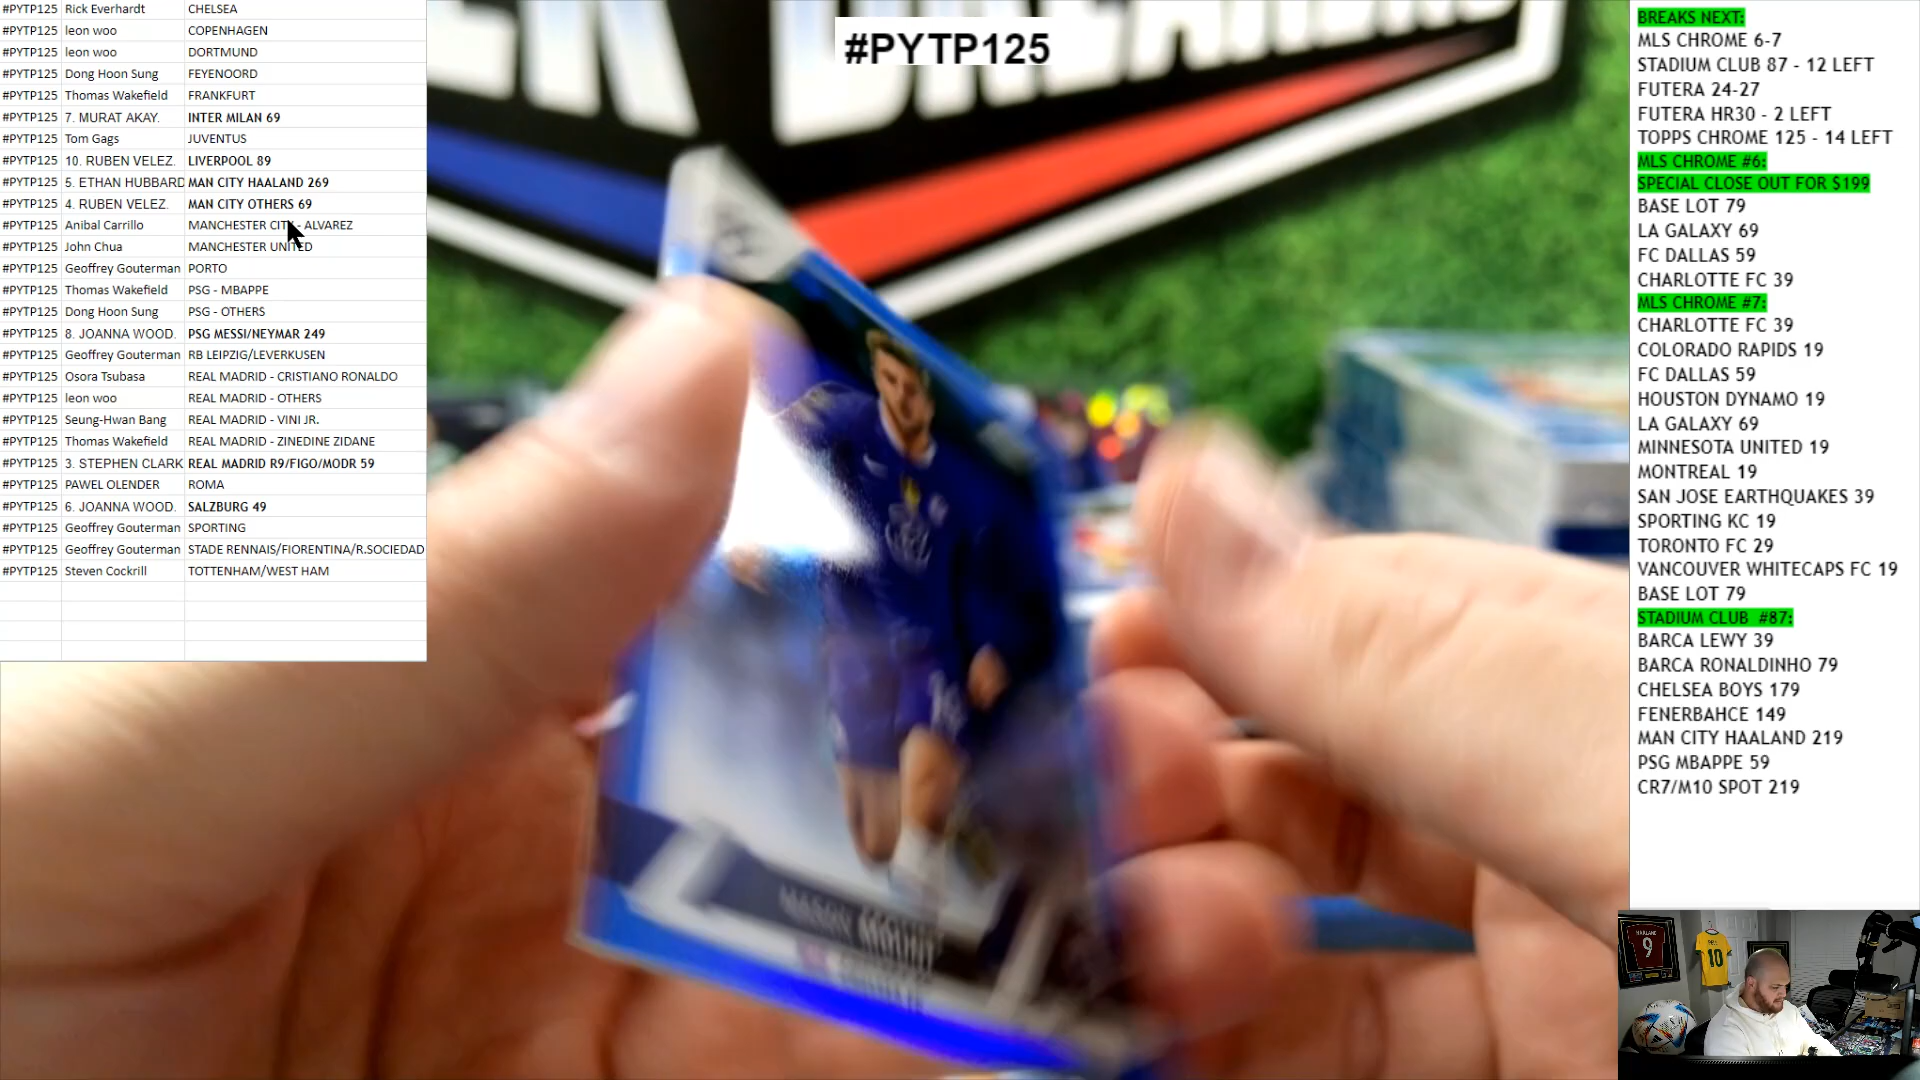 #PYTP125 Rick Everhardt CHELSEA
#PYTP125 leon woo COPENHAGEN
#PYTP125 leon woo DORTMUND
#PYTP125 Dong Hoon Sung FEYENOORD
#PYTP125 Thomas Wakefield FRANKFURT
#PYTP125 7. MURAT AKAY. INTER MILAN 69
#PYTP125 Tom Gags JUVENTUS
#PYTP125 10. RUBEN VELEZ. LIVERPOOL 89
#PYTP125 5. ETHAN HUBBARD MAN CITY HAALAND 269
#PYTP125 4. RUBEN VELEZ. MAN CITY OTHERS 69
#PYTP125 Anibal Carrillo MANCHESTER CITY - ALVAREZ
#PYTP125 John Chua MANCHESTER UNITED
#PYTP125 Geoffrey Gouterman PORTO
#PYTP125 Thomas Wakefield PSG - MBAPPE
#PYTP125 Dong Hoon Sung PSG - OTHERS
#PYTP125 8. JOANNA WOOD. PSG MESSI/NEYMAR 249
#PYTP125 Geoffrey Gouterman RB LEIPZIG/LEVERKUSEN
#PYTP125 Osora Tsubasa REAL MADRID - CRISTIANO RONALDO
#PYTP125 leon woo REAL MADRID - OTHERS
#PYTP125 Seung-Hwan Bang REAL MADRID - VINI JR.
#PYTP125 Thomas Wakefield REAL MADRID - ZINEDINE ZIDANE
#PYTP125 3. STEPHEN CLARK REAL MADRID R9/FIGO/MODR 59
#PYTP125 PAWEL OLENDER ROMA
#PYTP125 6. JOANNA WOOD. SALZBURG 49
#PYTP125 Geoffrey Gouterman SPORTING
#PYTP125 Geoffrey Gouterman STADE RENNAIS/FIORENTINA/R.SOCIEDAD
#PYTP125 Steven Cockrill TOTTENHAM/WEST HAM
#PYTP125
MASON MOUNT
BREAKS NEXT:
MLS CHROME 6-7
STADIUM CLUB 87 - 12 LEFT
FUTERA 24-27
FUTERA HR30 - 2 LEFT
TOPPS CHROME 125 - 14 LEFT
MLS CHROME #6:
SPECIAL CLOSE OUT FOR $199
BASE LOT 79
LA GALAXY 69
FC DALLAS 59
CHARLOTTE FC 39
MLS CHROME #7:
CHARLOTTE FC 39
COLORADO RAPIDS 19
FC DALLAS 59
HOUSTON DYNAMO 19
LA GALAXY 69
MINNESOTA UNITED 19
MONTREAL 19
SAN JOSE EARTHQUAKES 39
SPORTING KC 19
TORONTO FC 29
VANCOUVER WHITECAPS FC 19
BASE LOT 79
STADIUM CLUB #87:
BARCA LEWY 39
BARCA RONALDINHO 79
CHELSEA BOYS 179
FENERBAHCE 149
MAN CITY HAALAND 219
PSG MBAPPE 59
CR7/M10 SPOT 219
9
10